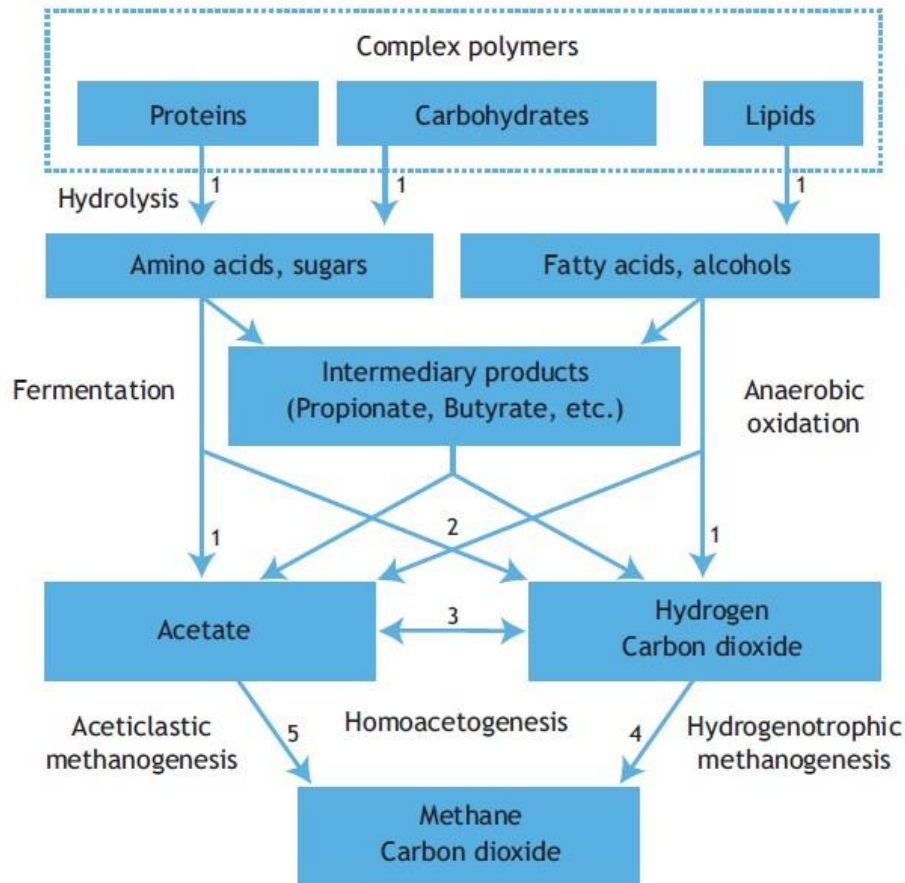 Complex polymers
Proteins
Carbohydrates
Lipids
1
1
1
Hydrolysis
Amino acids, sugars
Fatty acids, alcohols
Fermentation
Intermediary products
(Propionate, Butyrate, etc.)
Anaerobic
oxidation
1
2
1
Acetate
3
Hydrogen
Carbon dioxide
Aceticlastic
methanogenesis
5
Homoacetogenesis
4
Hydrogenotrophic
methanogenesis
Methane
Carbon dioxide